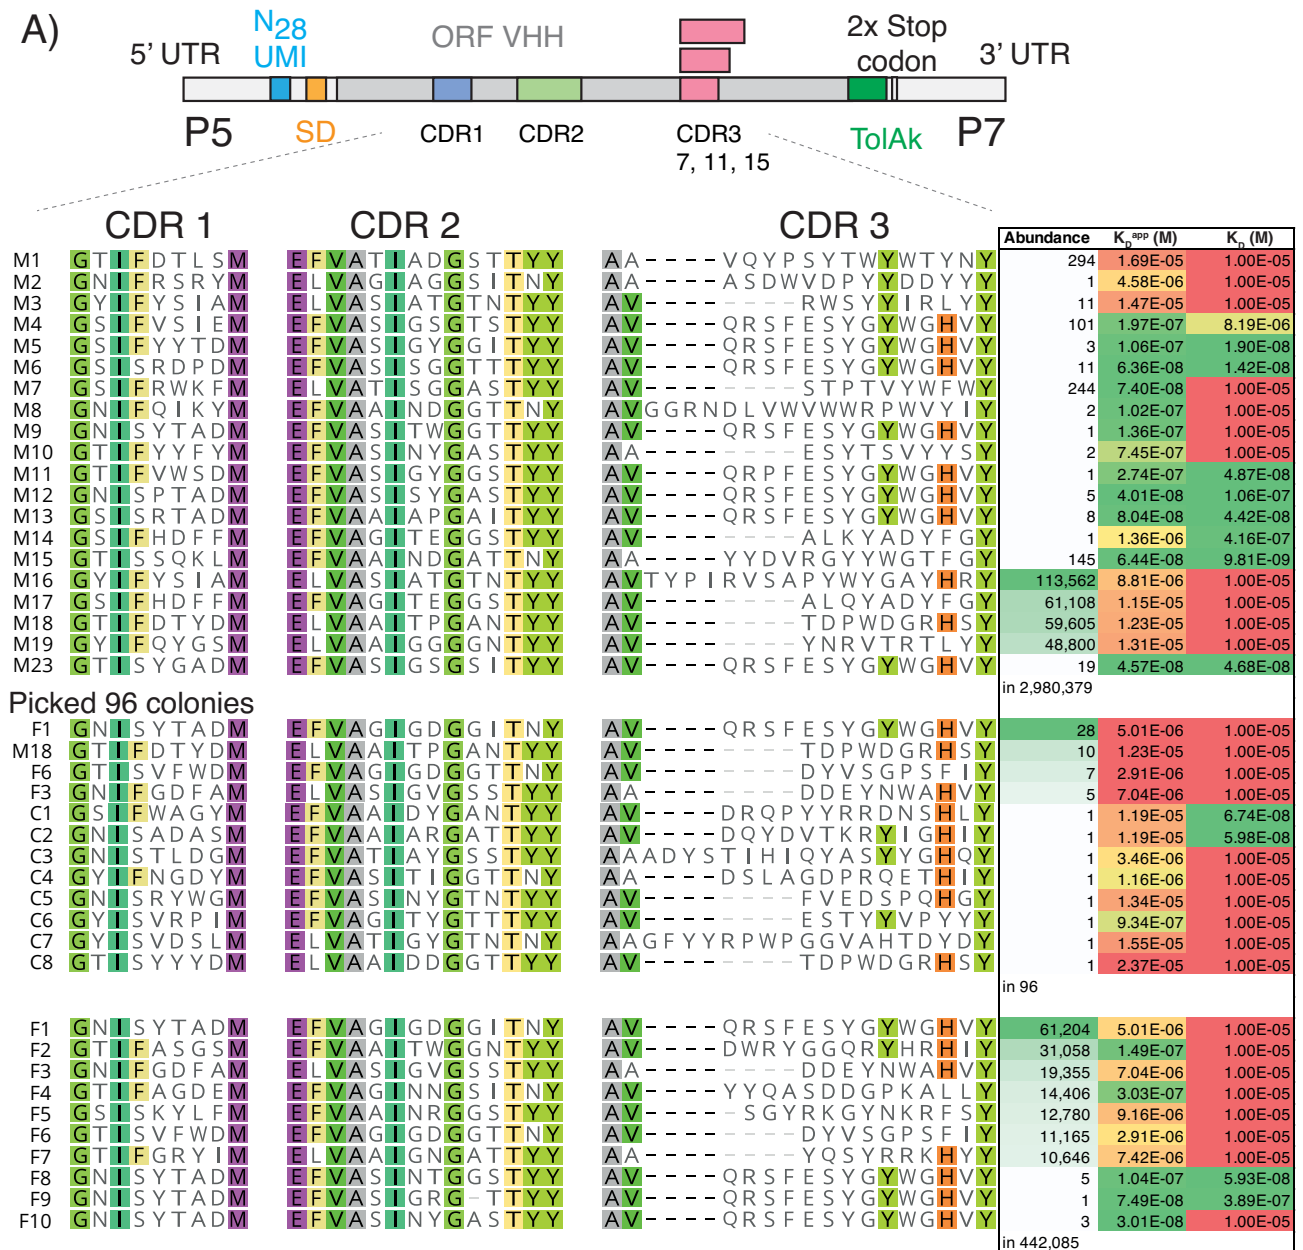 A)
5' UTR N28 UMI ORF VHH 2x Stop codon 3' UTR
P5 SD CDR1 CDR2 CDR3 7, 11, 15 TolAk P7
CDR 1 CDR 2 CDR 3 Abundance KDapp (M) KD (M)
M1 GTIFDTLSM EFVATIADGSTTYY AA----VQYPSYTWYWTYNY 294 1.69E-05 1.00E-05
M2 GNIFRSRYM ELVAGIAGGSITNY AA----ASDWVDPYYDDYYY 1 4.58E-06 1.00E-05
M3 GYIFYSIAM ELVASIATGTNTYY AV--------RWSYYIRLYY 11 1.47E-05 1.00E-05
M4 GSIFVSIEM EFVASIGSGTSTYY AV----QRSFESYGYWGHVY 101 1.97E-07 8.19E-06
M5 GSIFYYTDM EFVASIGYGGITYY AV----QRSFESYGYWGHVY 3 1.06E-07 1.90E-08
M6 GSISRDPDM EFVASISGGTTTYY AV----QRSFESYGYWGHVY 11 6.36E-08 1.42E-08
M7 GSIFRWKFM ELVATISGGASTYY AV--------STPTVYWFWY 244 7.40E-08 1.00E-05
M8 GNIFQIKYM EFVAAINDGGTTNY AVGGRNDLVWVWWRPWVYIY 2 1.02E-07 1.00E-05
M9 GNISYTADM EFVASITWGGTTYY AV----QRSFESYGYWGHVY 1 1.36E-07 1.00E-05
M10 GTIFYYFYM EFVASINYGASTYY AA--------ESYTSVYYSY 2 7.45E-07 1.00E-05
M11 GTIFVWSDM EFVASIGYGGSTYY AV----QRPFESYGYWGHVY 1 2.74E-07 4.87E-08
M12 GNISPTADM EFVASISYGASTYY AV----QRSFESYGYWGHVY 5 4.01E-08 1.06E-07
M13 GSISRTADM EFVAAIAPGAITYY AV----QRSFESYGYWGHVY 8 8.04E-08 4.42E-08
M14 GSIFHDFFM EFVAGITEGGSTYY AV--------ALKYADYFGY 1 1.36E-06 4.16E-07
M15 GTISSQKLM EFVAAINDGATTNY AA----YYDVRGYYWGTFGY 145 6.44E-08 9.81E-09
M16 GYIFYSIAM ELVASIATGTNTYY AVTYPIRVSAPYWYGAYHRY 113,562 8.81E-06 1.00E-05
M17 GSIFHDFFM EFVAGITEGGSTYY AV--------ALQYADYFGY 61,108 1.15E-05 1.00E-05
M18 GTIFDTYDM ELVAAITPGANTYY AV--------TDPWDGRHSY 59,605 1.23E-05 1.00E-05
M19 GYIFQYGSM ELVAAIGGGGNTYY AV--------YNRVTRTLYY 48,800 1.31E-05 1.00E-05
M23 GTISYGADM EFVASIGSGSITYY AV----QRSFESYGYWGHVY 19 4.57E-08 4.68E-08
in 2,980,379
Picked 96 colonies
F1 GNISYTADM EFVAGIGDGGITNY AV----QRSFESYGYWGHVY 28 5.01E-06 1.00E-05
M18 GTIFDTYDM ELVAAITPGANTYY AV--------TDPWDGRHSY 10 1.23E-05 1.00E-05
F6 GTISVFWDM EFVAGIGDGGTTNY AV--------DYVSGPSFIY 7 2.91E-06 1.00E-05
F3 GNIFGDFAM ELVASIGVGSSTYY AA--------DDEYNWAHVY 5 7.04E-06 1.00E-05
C1 GSIFWAGYM EFVAAIDYGANTYY AV----DRQPYYRRDNSHLY 1 1.19E-05 6.74E-08
C2 GNISADASM EFVAAIARGATTYY AV----DQYDVTKRYIGHIY 1 1.19E-05 5.98E-08
C3 GNISTLDGM EFVATIAYGSSTYY AAADYSTIHIQYASYYGHQY 1 3.46E-06 1.00E-05
C4 GYIFNGDYM EFVASITIGGTTNY AA----DSLAGDPRQETHIY 1 1.16E-06 1.00E-05
C5 GNISRYWGM EFVASINYGTNTYY AV--------FVEDSPQHGY 1 1.34E-05 1.00E-05
C6 GYISVRPIM EFVAGITYGTTTYY AV--------ESTYYVPYYY 1 9.34E-07 1.00E-05
C7 GYISVDSLM ELVATIGYGTNTNY AAGFYYRPWPGGVAHTDYDY 1 1.55E-05 1.00E-05
C8 GTISYYYDM ELVAAIDDGGTTYY AV--------TDPWDGRHSY 1 2.37E-05 1.00E-05
in 96
F1 GNISYTADM EFVAGIGDGGITNY AV----QRSFESYGYWGHVY 61,204 5.01E-06 1.00E-05
F2 GTIFASGSM EFVAAITWGGNTYY AV----DWRYGGQRYHRHIY 31,058 1.49E-07 1.00E-05
F3 GNIFGDFAM ELVASIGVGSSTYY AA--------DDEYNWAHVY 19,355 7.04E-06 1.00E-05
F4 GTIFAGDEM EFVAGINNGSITNY AV----YYQASDDGPKALLY 14,406 3.03E-07 1.00E-05
F5 GSISKYLFM EFVAAINRGGSTYY AV-----SGYRKGYNKRFSY 12,780 9.16E-06 1.00E-05
F6 GTISVFWDM EFVAGIGDGGTTNY AV--------DYVSGPSFIY 11,165 2.91E-06 1.00E-05
F7 GTIFGRYIM ELVAAIGNGATTYY AA--------YQSYRRKHYY 10,646 7.42E-06 1.00E-05
F8 GNISYTADM EFVASINTGGSTYY AV----QRSFESYGYWGHVY 5 1.04E-07 5.93E-08
F9 GNISYTADM EFVASIGRG-TTYY AV----QRSFESYGYWGHVY 1 7.49E-08 3.89E-07
F10 GNISYTADM EFVASINYGASTYY AV----QRSFESYGYWGHVY 3 3.01E-08 1.00E-05
in 442,085